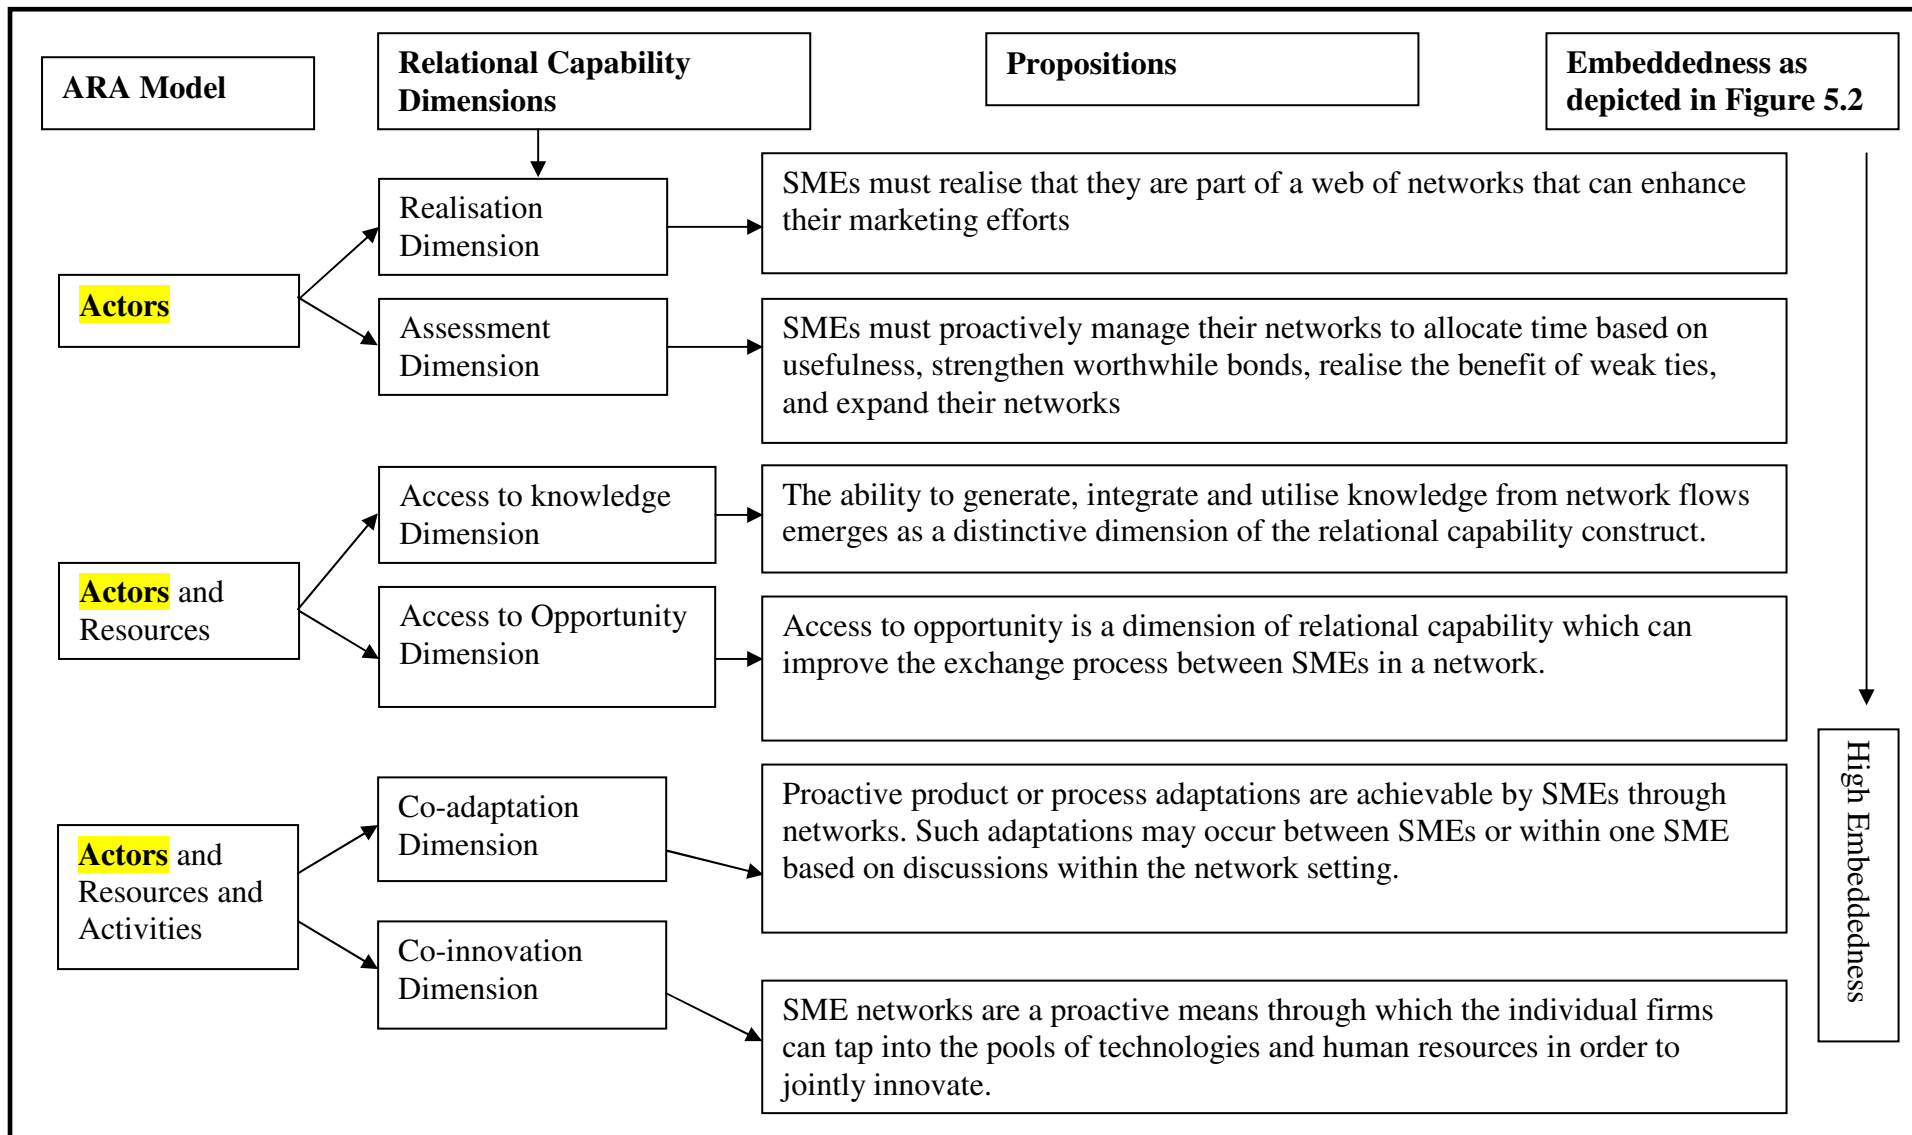 ARA Model
Relational Capability
Dimensions
Propositions
Embeddedness as
depicted in Figure 5.2
Actors
Realisation
Dimension
SMEs must realise that they are part of a web of networks that can enhance
their marketing efforts
Assessment
Dimension
SMEs must proactively manage their networks to allocate time based on
usefulness, strengthen worthwhile bonds, realise the benefit of weak ties,
and expand their networks
Actors and
Resources
Access to knowledge
Dimension
The ability to generate, integrate and utilise knowledge from network flows
emerges as a distinctive dimension of the relational capability construct.
Access to Opportunity
Dimension
Access to opportunity is a dimension of relational capability which can
improve the exchange process between SMEs in a network.
Actors and
Resources and
Activities
Co-adaptation
Dimension
Proactive product or process adaptations are achievable by SMEs through
networks. Such adaptations may occur between SMEs or within one SME
based on discussions within the network setting.
Co-innovation
Dimension
SME networks are a proactive means through which the individual firms
can tap into the pools of technologies and human resources in order to
jointly innovate.
High Embeddedness